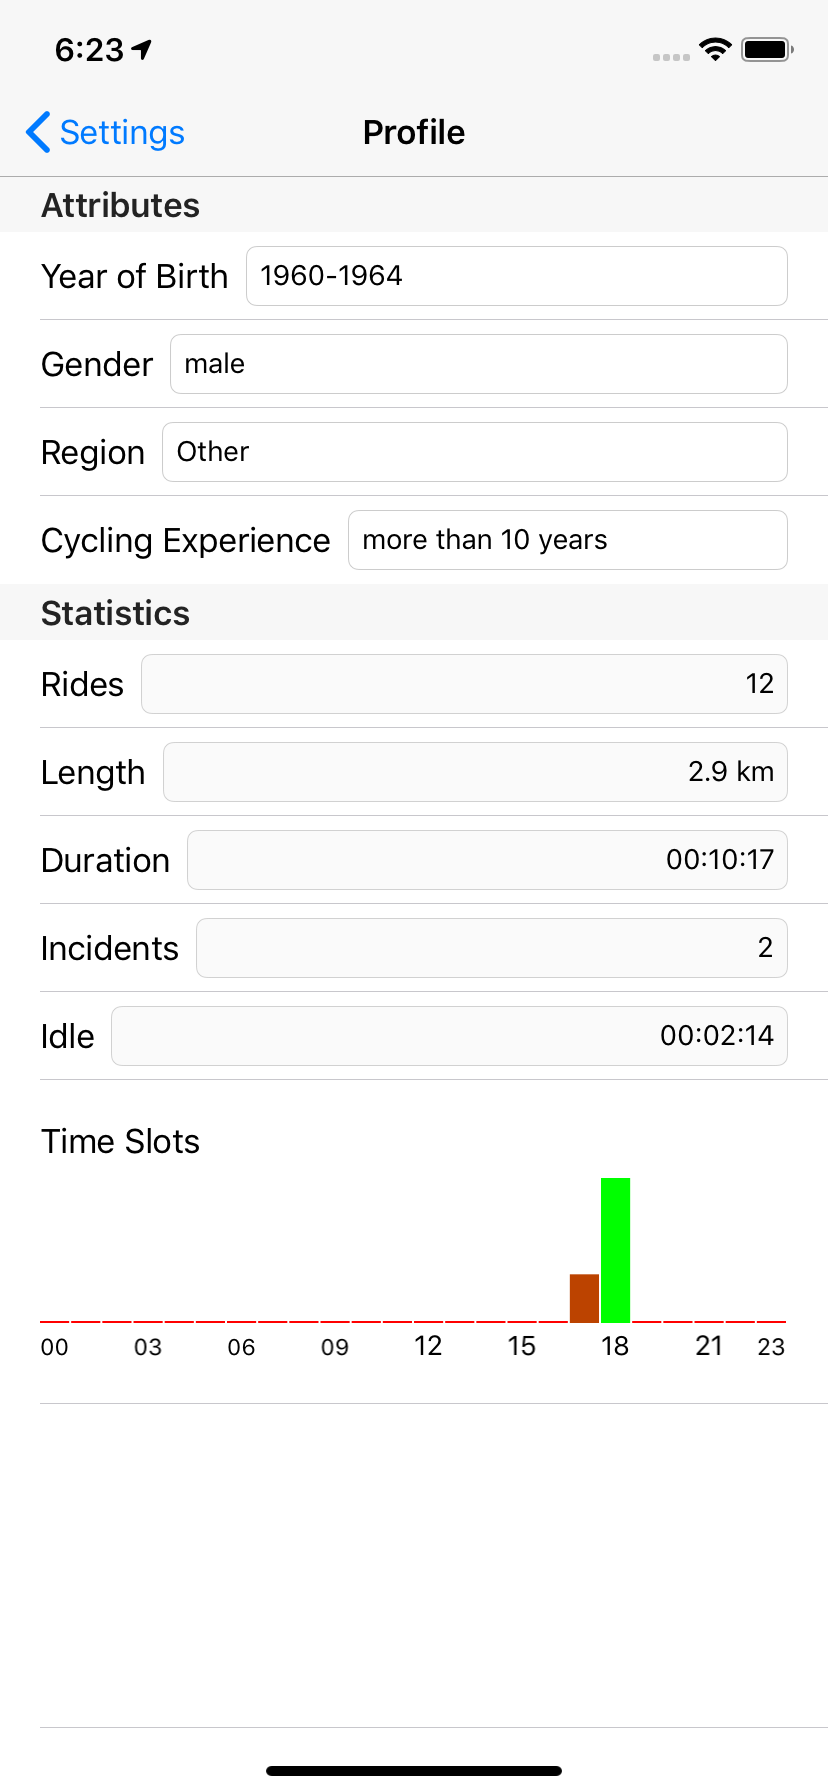 6:23
Settings
Profile
Attributes
Year of Birth 1960-1964
Gender male
Region Other
Cycling Experience more than 10 years
Statistics
Rides 12
Length 2.9 km
Duration 00:10:17
Incidents 2
Idle 00:02:14
Time Slots
00 03 06 09 12 15 18 21 23